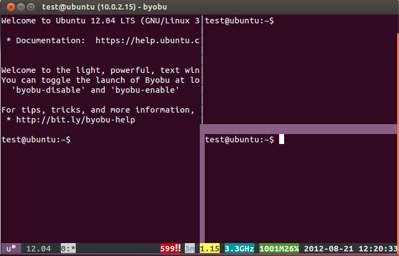 test@ubuntu (10.0.2.15) - byobu
Welcome to Ubuntu 12.04 LTS (GNU/Linux 3
* Documentation:  https://help.ubuntu.c
Welcome to the light, powerful, text win
You can toggle the launch of Byobu at lo
'byobu-disable' and 'byobu-enable'
For tips, tricks, and more information,
* http://bit.ly/byobu-help
test@ubuntu:~$
test@ubuntu:~$
test@ubuntu:~$
u 12.04 0:* 599!! 3m 1.15 3.3GHz 1001M26% 2012-08-21 12:20:33